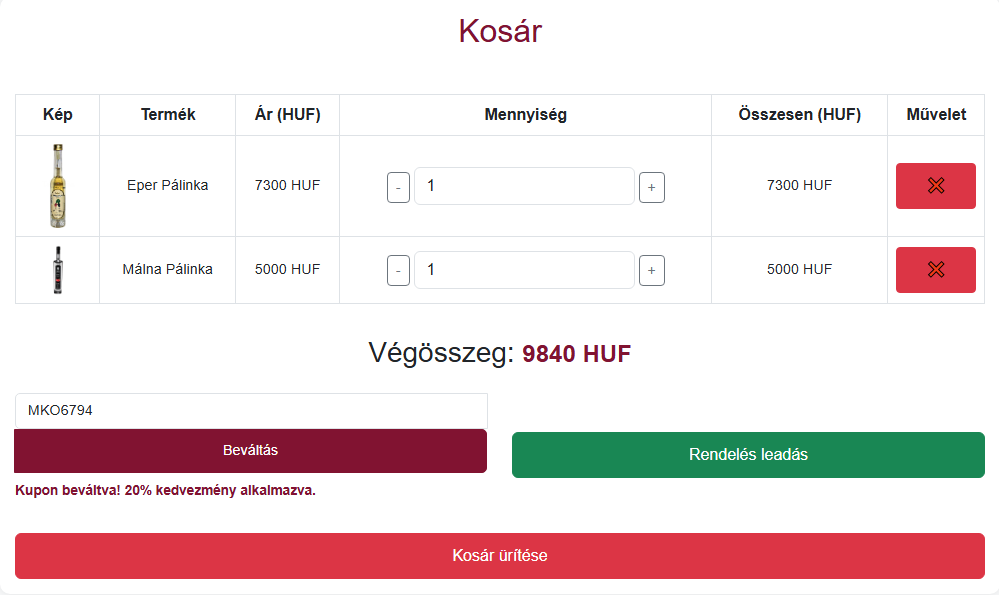 Kosár
Kép Termék Ár (HUF) Mennyiség Összesen (HUF) Művelet
Eper Pálinka 7300 HUF - 1 + 7300 HUF
Málna Pálinka 5000 HUF - 1 + 5000 HUF
Végösszeg: 9840 HUF
MKO6794
Beváltás
Rendelés leadás
Kupon beváltva! 20% kedvezmény alkalmazva.
Kosár ürítése